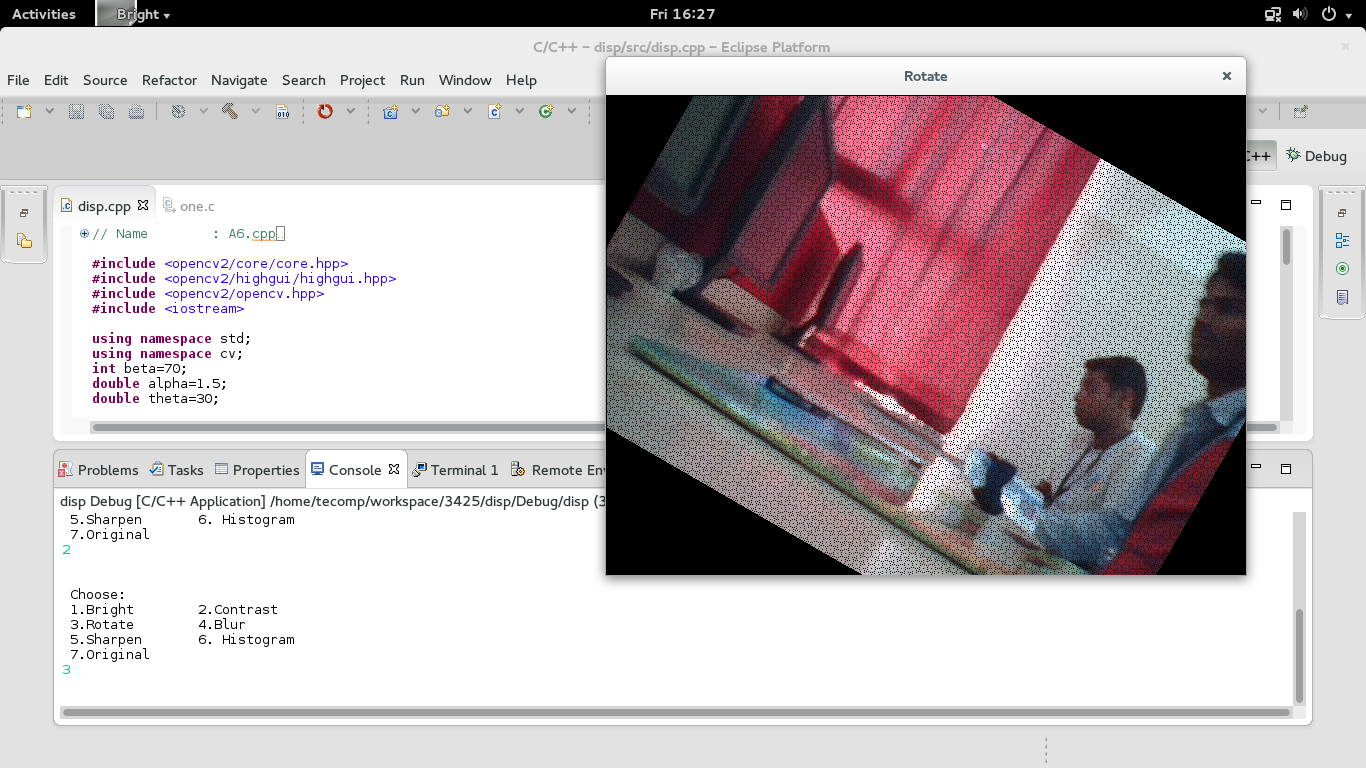 Activities Bright Fri 16:27
C/C++ – disp/src/disp.cpp – Eclipse Platform
File Edit Source Refactor Navigate Search Project Run Window Help
Rotate
010
C++ Debug
disp.cpp one.c
// Name        : A6.cpp
#include <opencv2/core/core.hpp>
#include <opencv2/highgui/highgui.hpp>
#include <opencv2/opencv.hpp>
#include <iostream>
using namespace std;
using namespace cv;
int beta=70;
double alpha=1.5;
double theta=30;
Problems Tasks Properties Console Terminal 1 Remote Env
disp Debug [C/C++ Application] /home/tecomp/workspace/3425/disp/Debug/disp (3
5.Sharpen       6. Histogram
7.Original
2
Choose:
1.Bright        2.Contrast
3.Rotate        4.Blur
5.Sharpen       6. Histogram
7.Original
3